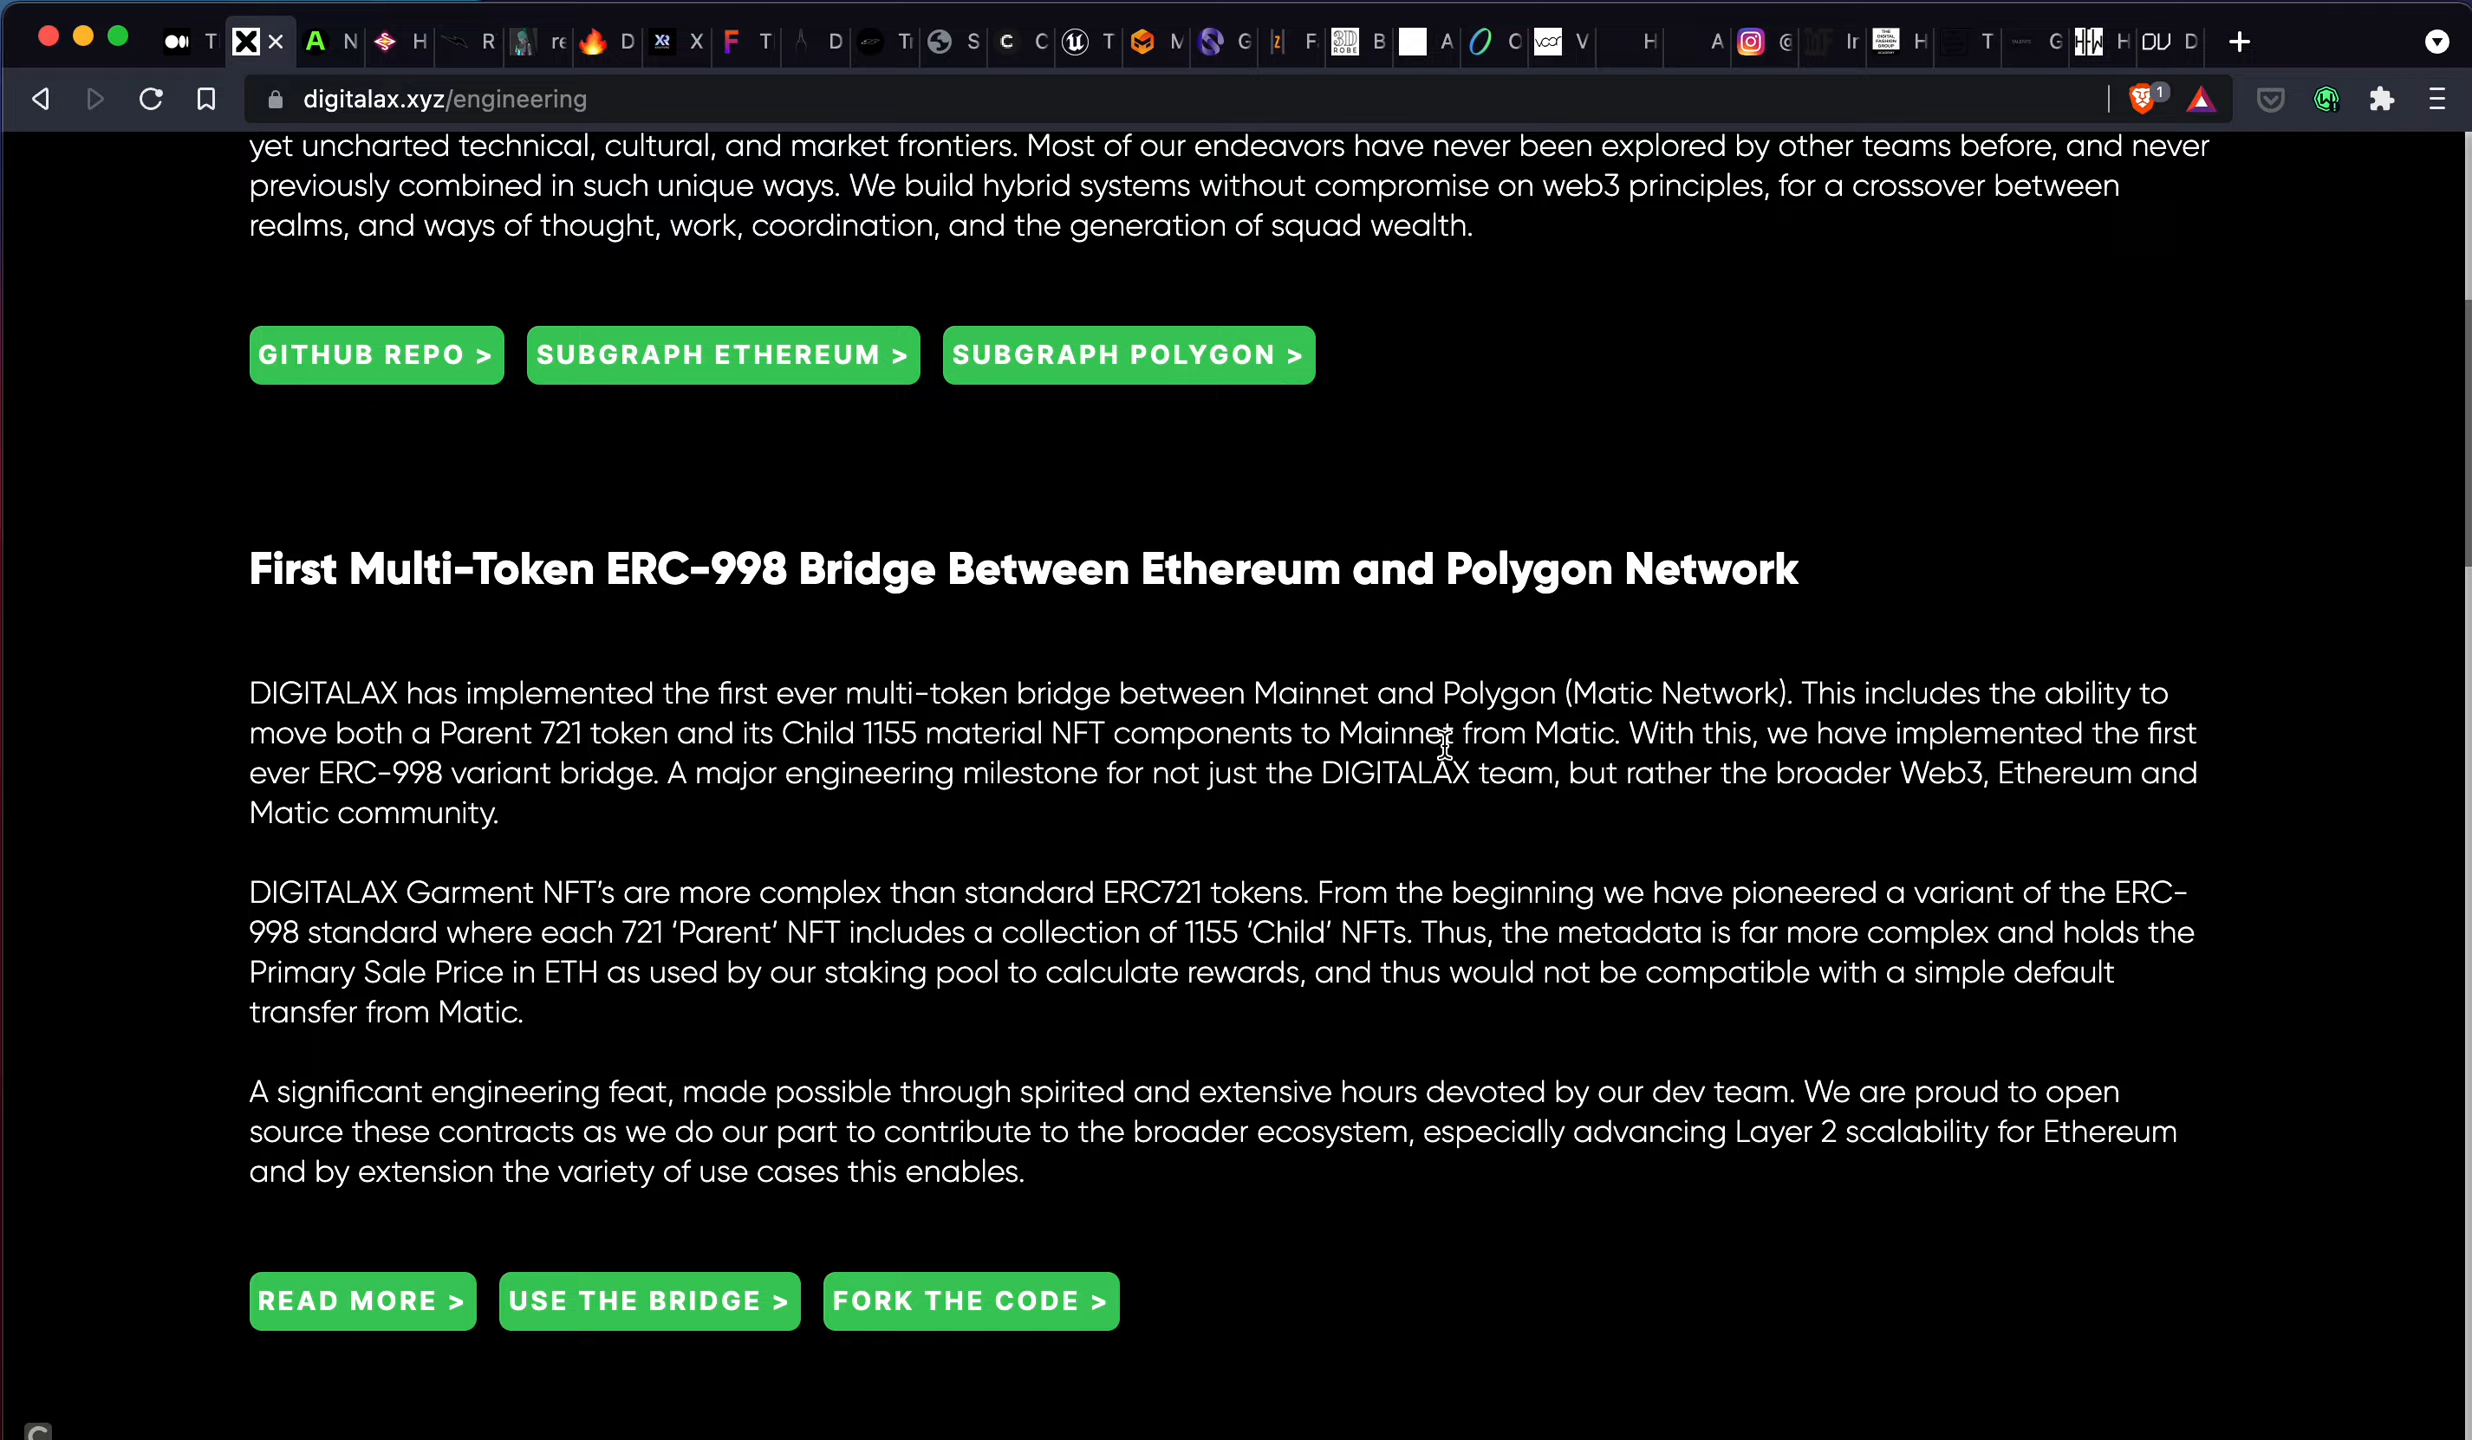 T × N H R re D X F T D T S C C T M G F 3D ROBE B A O VOOR V H A @ Ir THE DIGITAL FASHION GROUP ACADEMY H T G HFW H DV D +
digitalax.xyz/engineering 1
yet uncharted technical, cultural, and market frontiers. Most of our endeavors have never been explored by other teams before, and never
previously combined in such unique ways. We build hybrid systems without compromise on web3 principles, for a crossover between
realms, and ways of thought, work, coordination, and the generation of squad wealth.
GITHUB REPO > SUBGRAPH ETHEREUM > SUBGRAPH POLYGON >
First Multi-Token ERC-998 Bridge Between Ethereum and Polygon Network
DIGITALAX has implemented the first ever multi-token bridge between Mainnet and Polygon (Matic Network). This includes the ability to
move both a Parent 721 token and its Child 1155 material NFT components to Mainnet from Matic. With this, we have implemented the first
ever ERC-998 variant bridge. A major engineering milestone for not just the DIGITALAX team, but rather the broader Web3, Ethereum and
Matic community.
DIGITALAX Garment NFT’s are more complex than standard ERC721 tokens. From the beginning we have pioneered a variant of the ERC-
998 standard where each 721 ‘Parent’ NFT includes a collection of 1155 ‘Child’ NFTs. Thus, the metadata is far more complex and holds the
Primary Sale Price in ETH as used by our staking pool to calculate rewards, and thus would not be compatible with a simple default
transfer from Matic.
A significant engineering feat, made possible through spirited and extensive hours devoted by our dev team. We are proud to open
source these contracts as we do our part to contribute to the broader ecosystem, especially advancing Layer 2 scalability for Ethereum
and by extension the variety of use cases this enables.
READ MORE > USE THE BRIDGE > FORK THE CODE >